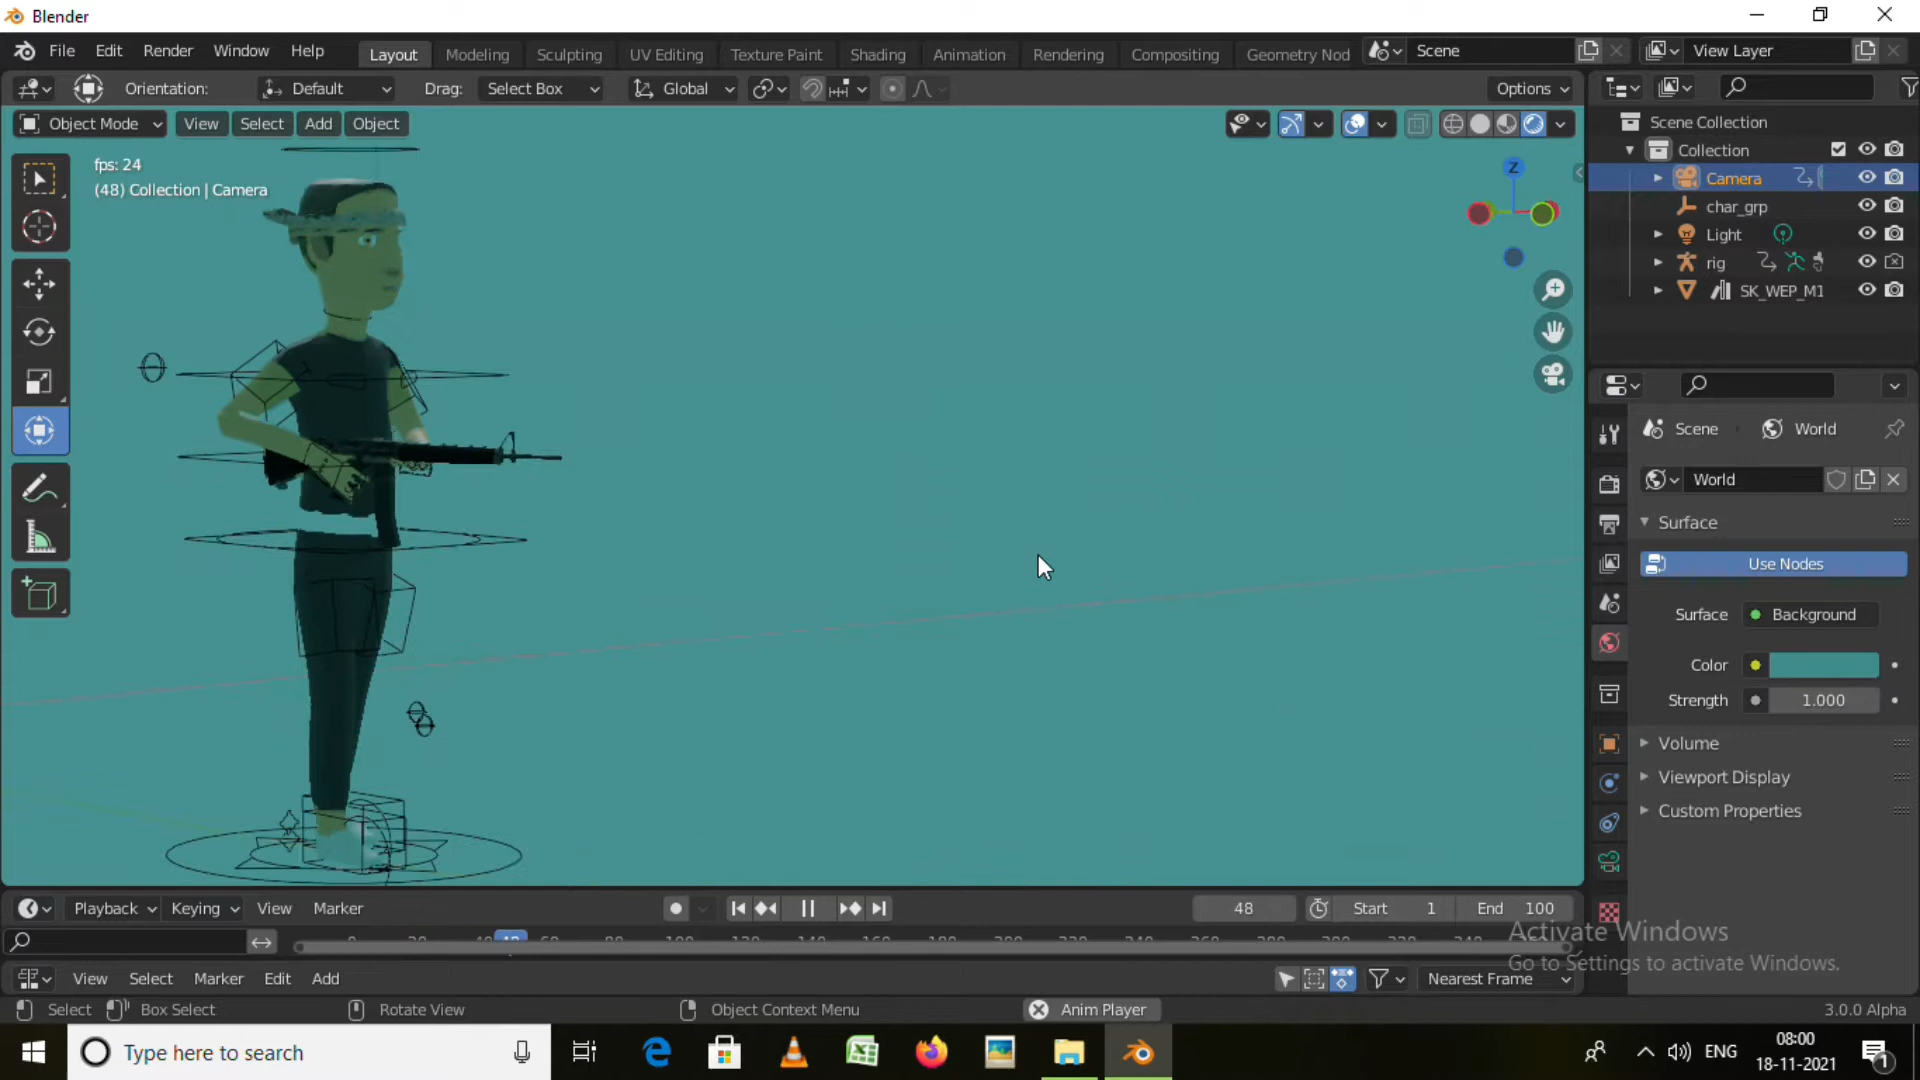 Blender
File Edit Render Window Help Layout Modeling Sculpting UV Editing Texture Paint Shading Animation Rendering Compositing Geometry Nod Scene View Layer
Orientation: Default Drag: Select Box Global Options
Object Mode View Select Add Object
fps: 24
(48) Collection | Camera
Z
Scene Collection
Collection
Camera
char_grp
Light
rig
SK_WEP_M1
Scene World
World
Surface
Use Nodes
Surface Background
Color
Strength 1.000
Volume
Viewport Display
Custom Properties
Playback Keying View Marker 48 Start 1 End 100
Activate Windows
Go to Settings to activate Windows.
View Select Marker Edit Add Nearest Frame
Select Box Select Rotate View Object Context Menu Anim Player 3.0.0 Alpha
Type here to search ENG 08:00
18-11-2021 1